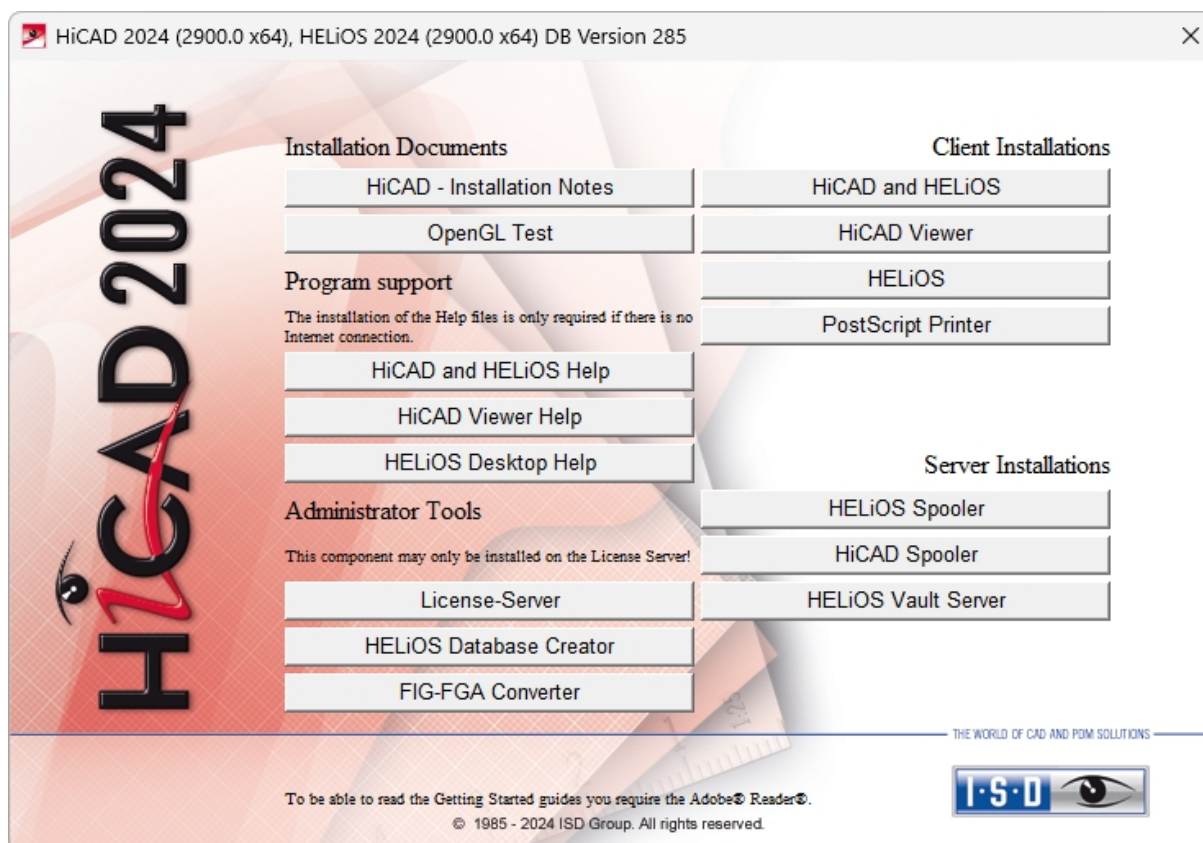 HiCAD 2024 (2900.0 x64), HELiOS 2024 (2900.0 x64) DB Version 285
HiCAD 2024
Installation Documents
HiCAD - Installation Notes
OpenGL Test
Program support
The installation of the Help files is only required if there is no
Internet connection.
HiCAD and HELiOS Help
HiCAD Viewer Help
HELiOS Desktop Help
Administrator Tools
This component may only be installed on the License Server!
License-Server
HELiOS Database Creator
FIG-FGA Converter
Client Installations
HiCAD and HELiOS
HiCAD Viewer
HELiOS
PostScript Printer
Server Installations
HELiOS Spooler
HiCAD Spooler
HELiOS Vault Server
THE WORLD OF CAD AND PDM SOLUTIONS
I·S·D
To be able to read the Getting Started guides you require the Adobe® Reader®.
© 1985 - 2024 ISD Group. All rights reserved.